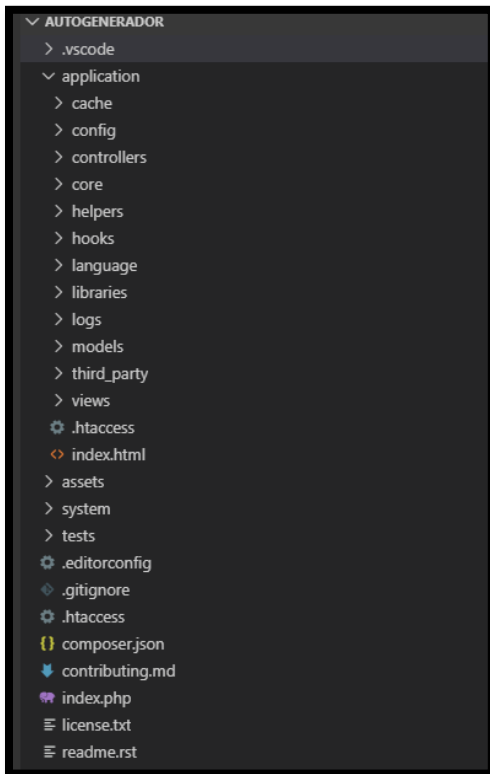 AUTOGENERADOR
.vscode
application
cache
config
controllers
core
helpers
hooks
language
libraries
logs
models
third_party
views
.htaccess
index.html
assets
system
tests
.editorconfig
.gitignore
.htaccess
composer.json
contributing.md
index.php
license.txt
readme.rst